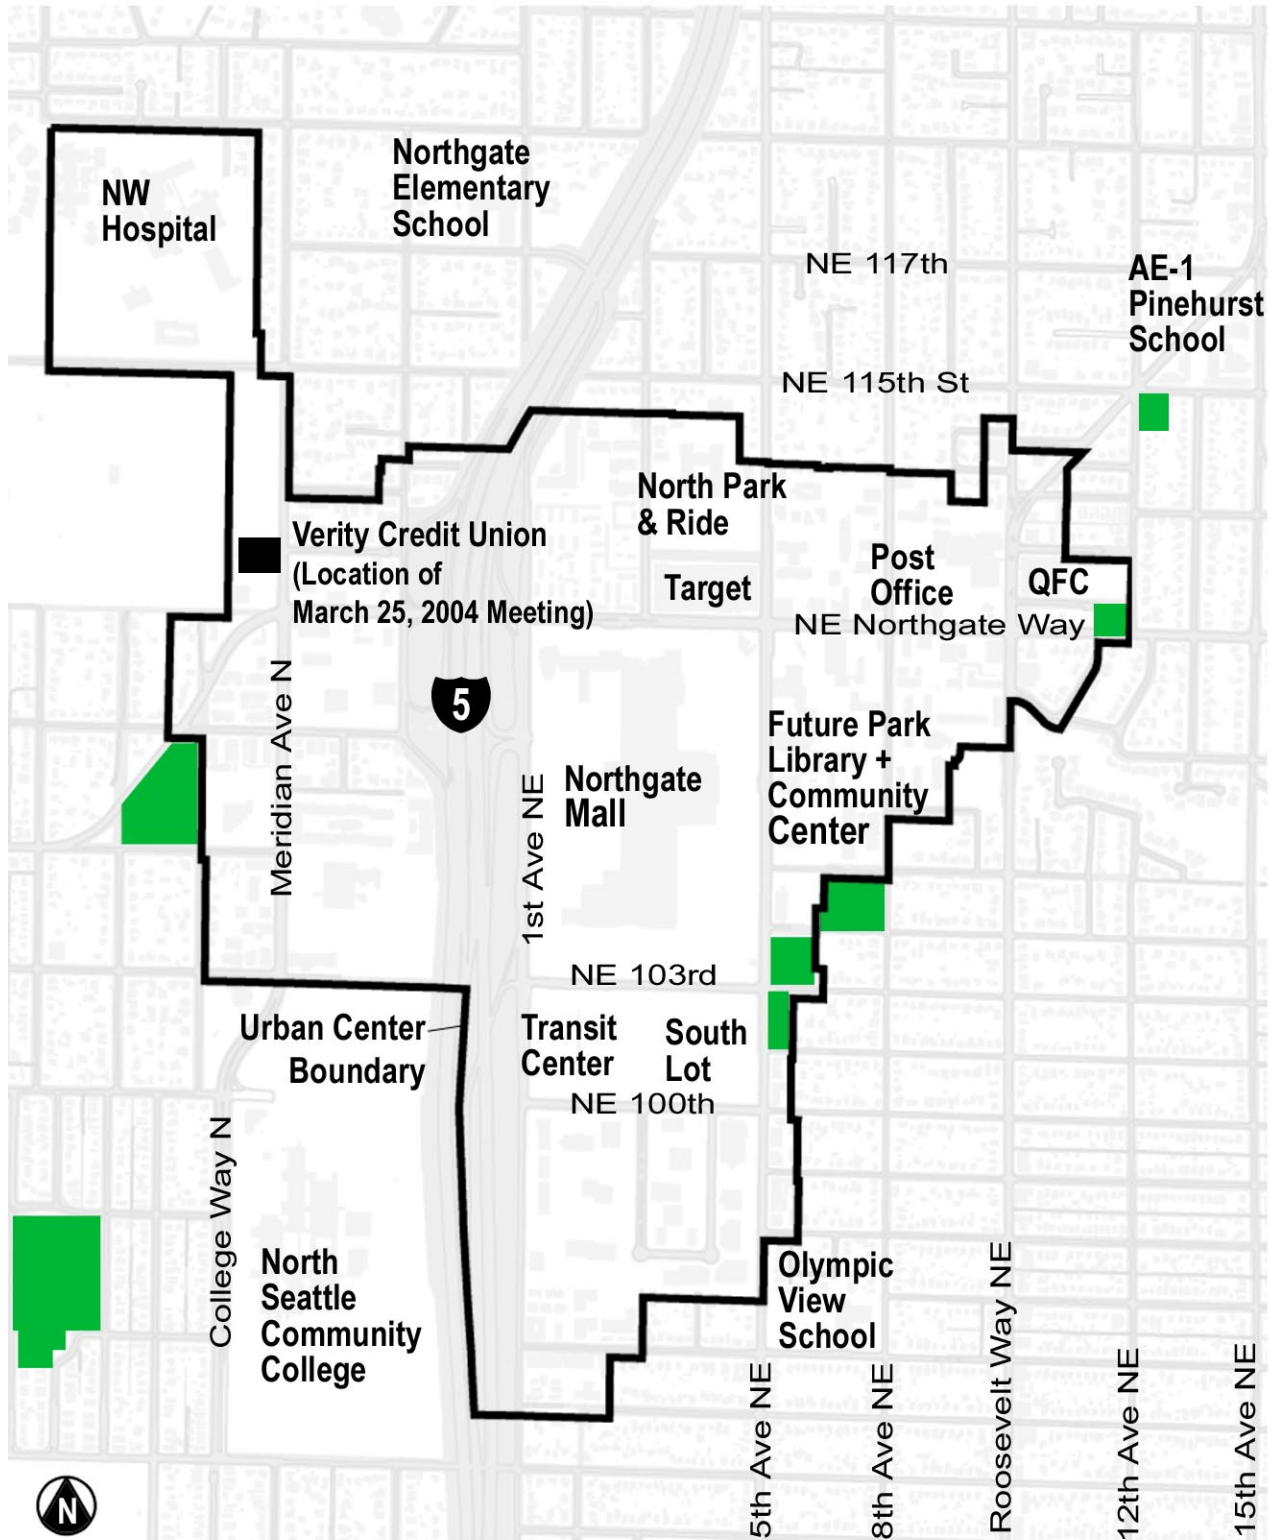 Northgate
Elementary
School
NW
Hospital
NE 117th
AE-1
Pinehurst
School
NE 115th St
North Park
& Ride
Verity Credit Union
(Location of
March 25, 2004 Meeting)
Target
Post
Office
QFC
NE Northgate Way
Meridian Ave N
5
1st Ave NE
Northgate
Mall
Future Park
Library +
Community
Center
NE 103rd
Urban Center
Boundary
Transit
Center
South
Lot
NE 100th
College Way N
North
Seattle
Community
College
Olympic
View
School
5th Ave NE
8th Ave NE
Roosevelt Way NE
12th Ave NE
15th Ave NE
N